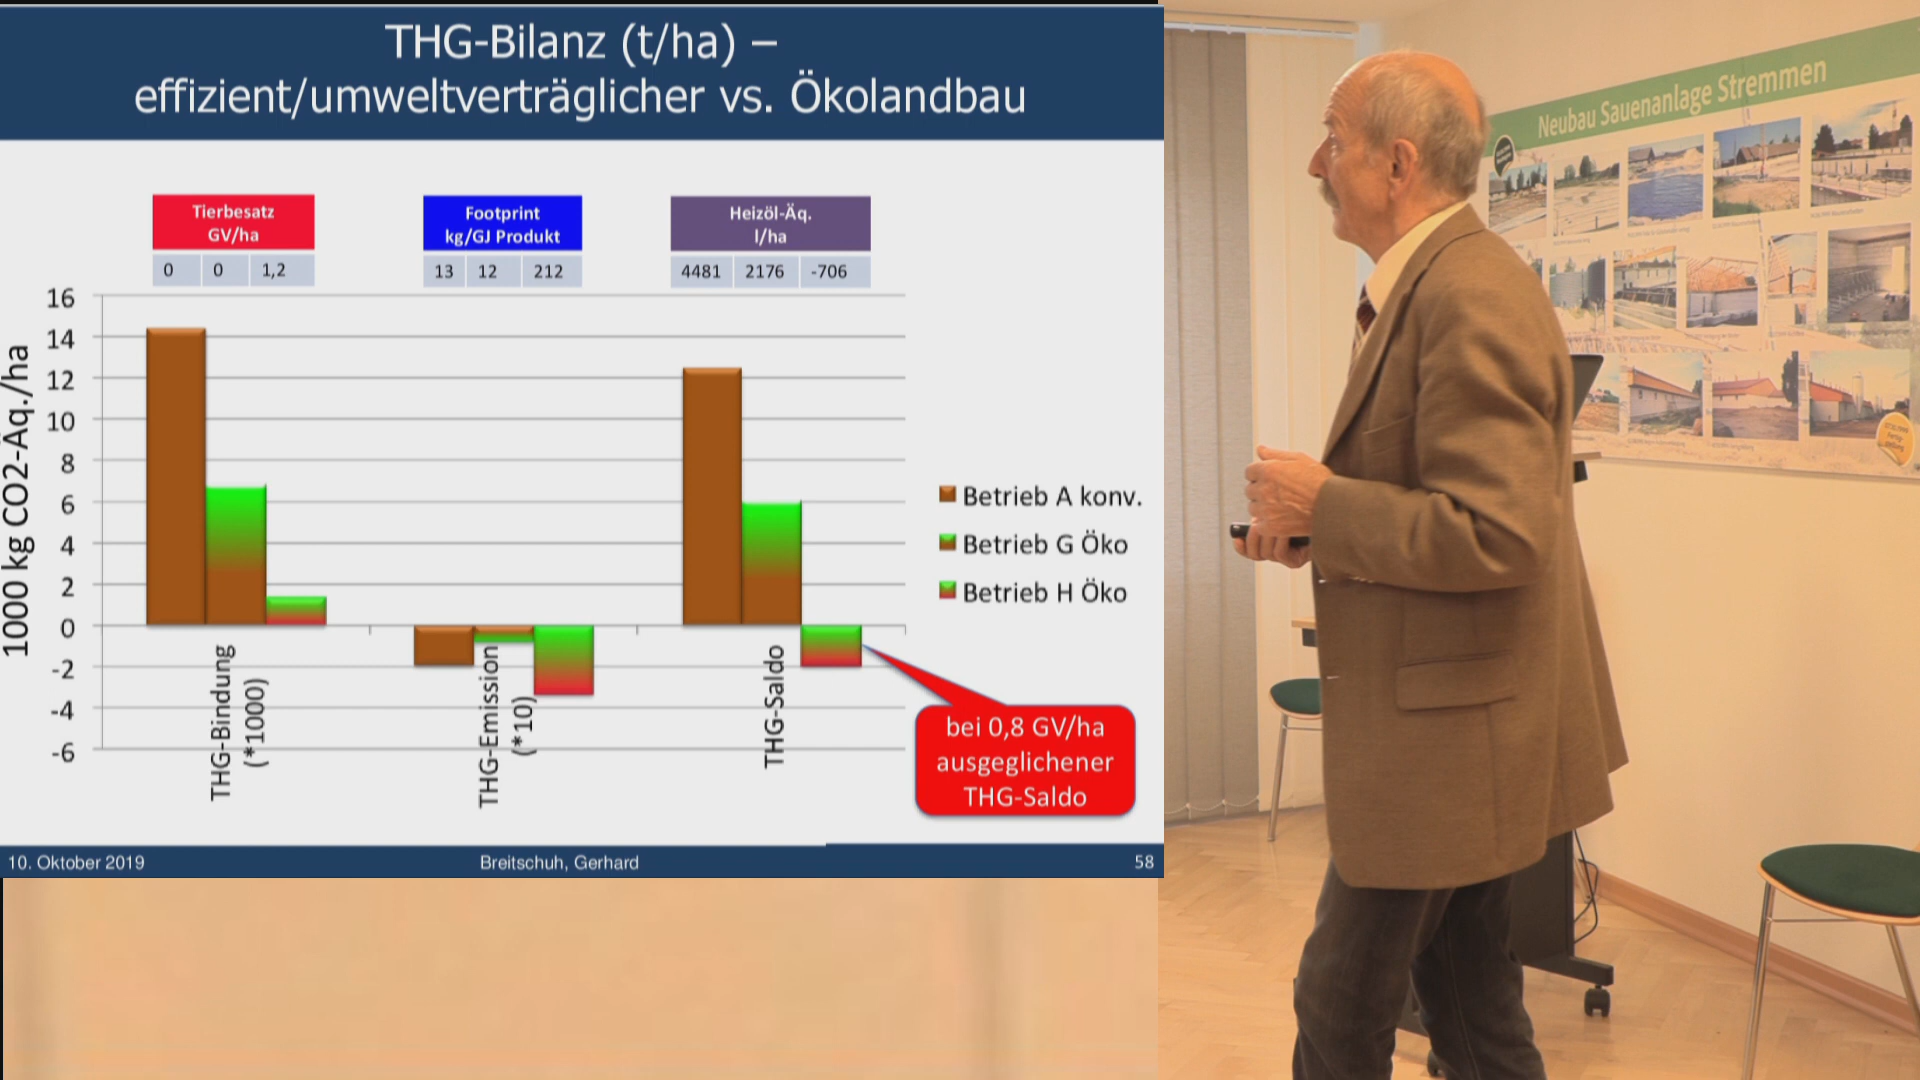 THG-Bilanz (t/ha) –
effizient/umweltverträglicher vs. Ökolandbau
Tierbesatz
GV/ha
0 0 1,2
Footprint
kg/GJ Produkt
13 12 212
Heizöl-Äq.
l/ha
4481 2176 -706
1000 kg CO2-Äq./ha
16
14
12
10
8
6
4
2
0
-2
-4
-6
THG-Bindung
(*1000)
THG-Emission
(*10)
THG-Saldo
Betrieb A konv.
Betrieb G Öko
Betrieb H Öko
bei 0,8 GV/ha
ausgeglichener
THG-Saldo
10. Oktober 2019
Breitschuh, Gerhard
58
Neubau Sauenanlage Stremmen